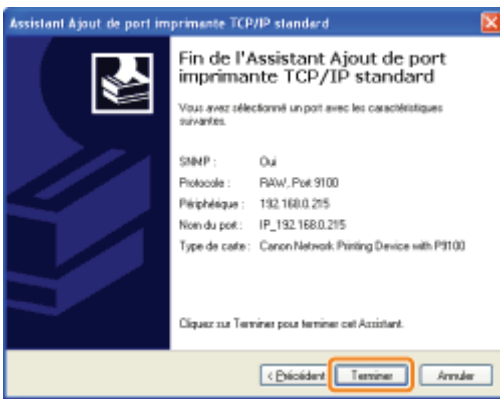 Assistant Ajout de port imprimante TCP/IP standard
Fin de l'Assistant Ajout de port
imprimante TCP/IP standard
Vous avez sélectionné un port avec les caractéristiques
suivantes.
SNMP : Oui
Protocole : RAW, Port 9100
Périphérique : 192.168.0.215
Nom du port : IP_192.168.0.215
Type de carte : Canon Network Printing Device with P9100
Cliquez sur Terminer pour terminer cet Assistant.
< Précédent Terminer Annuler